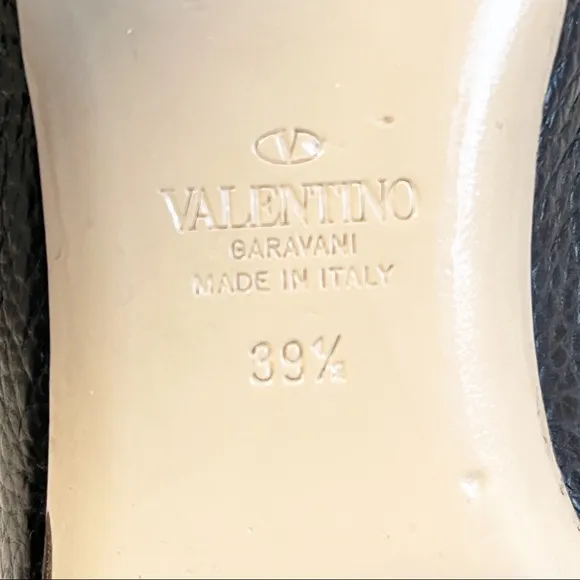 V
VALENTINO
GARAVANI
MADE IN ITALY
39½